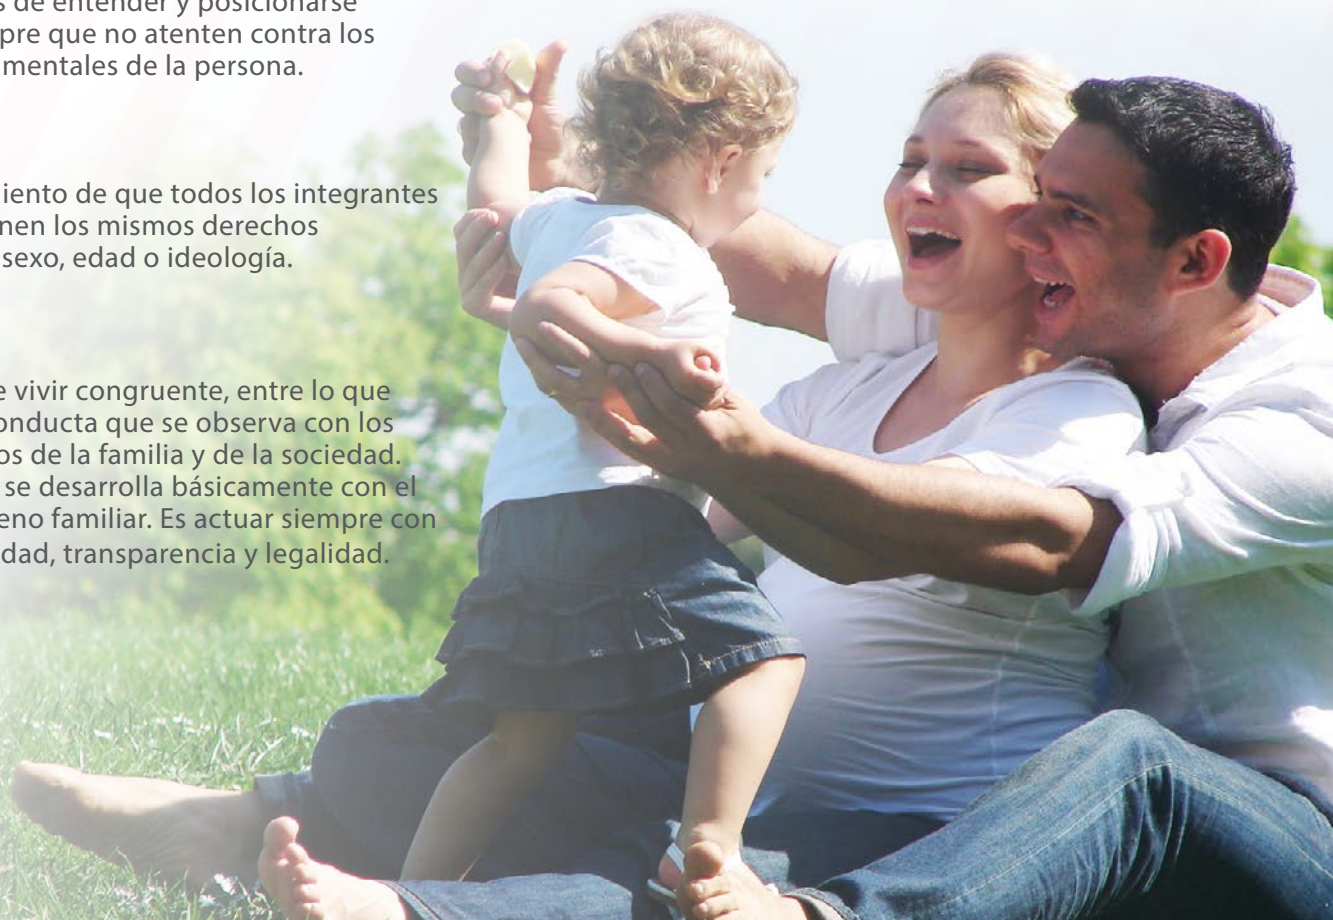 de entender y posicionarse
pre que no atenten contra los
mentales de la persona.
iento de que todos los integrantes
nen los mismos derechos
sexo, edad o ideología.
e vivir congruente, entre lo que
onducta que se observa con los
os de la familia y de la sociedad.
se desarrolla básicamente con el
eno familiar. Es actuar siempre con
dad, transparencia y legalidad.